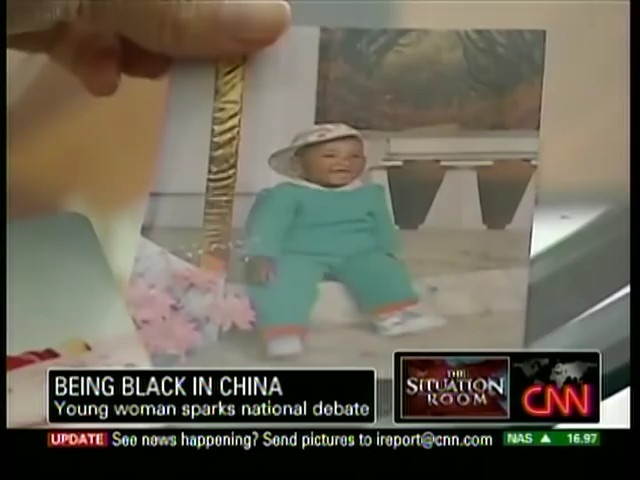 BEING BLACK IN CHINA
Young woman sparks national debate
THE
SITUATION
ROOM
CNN
UPDATE See news happening? Send pictures to ireport@cnn.com NAS ▲ 16.97